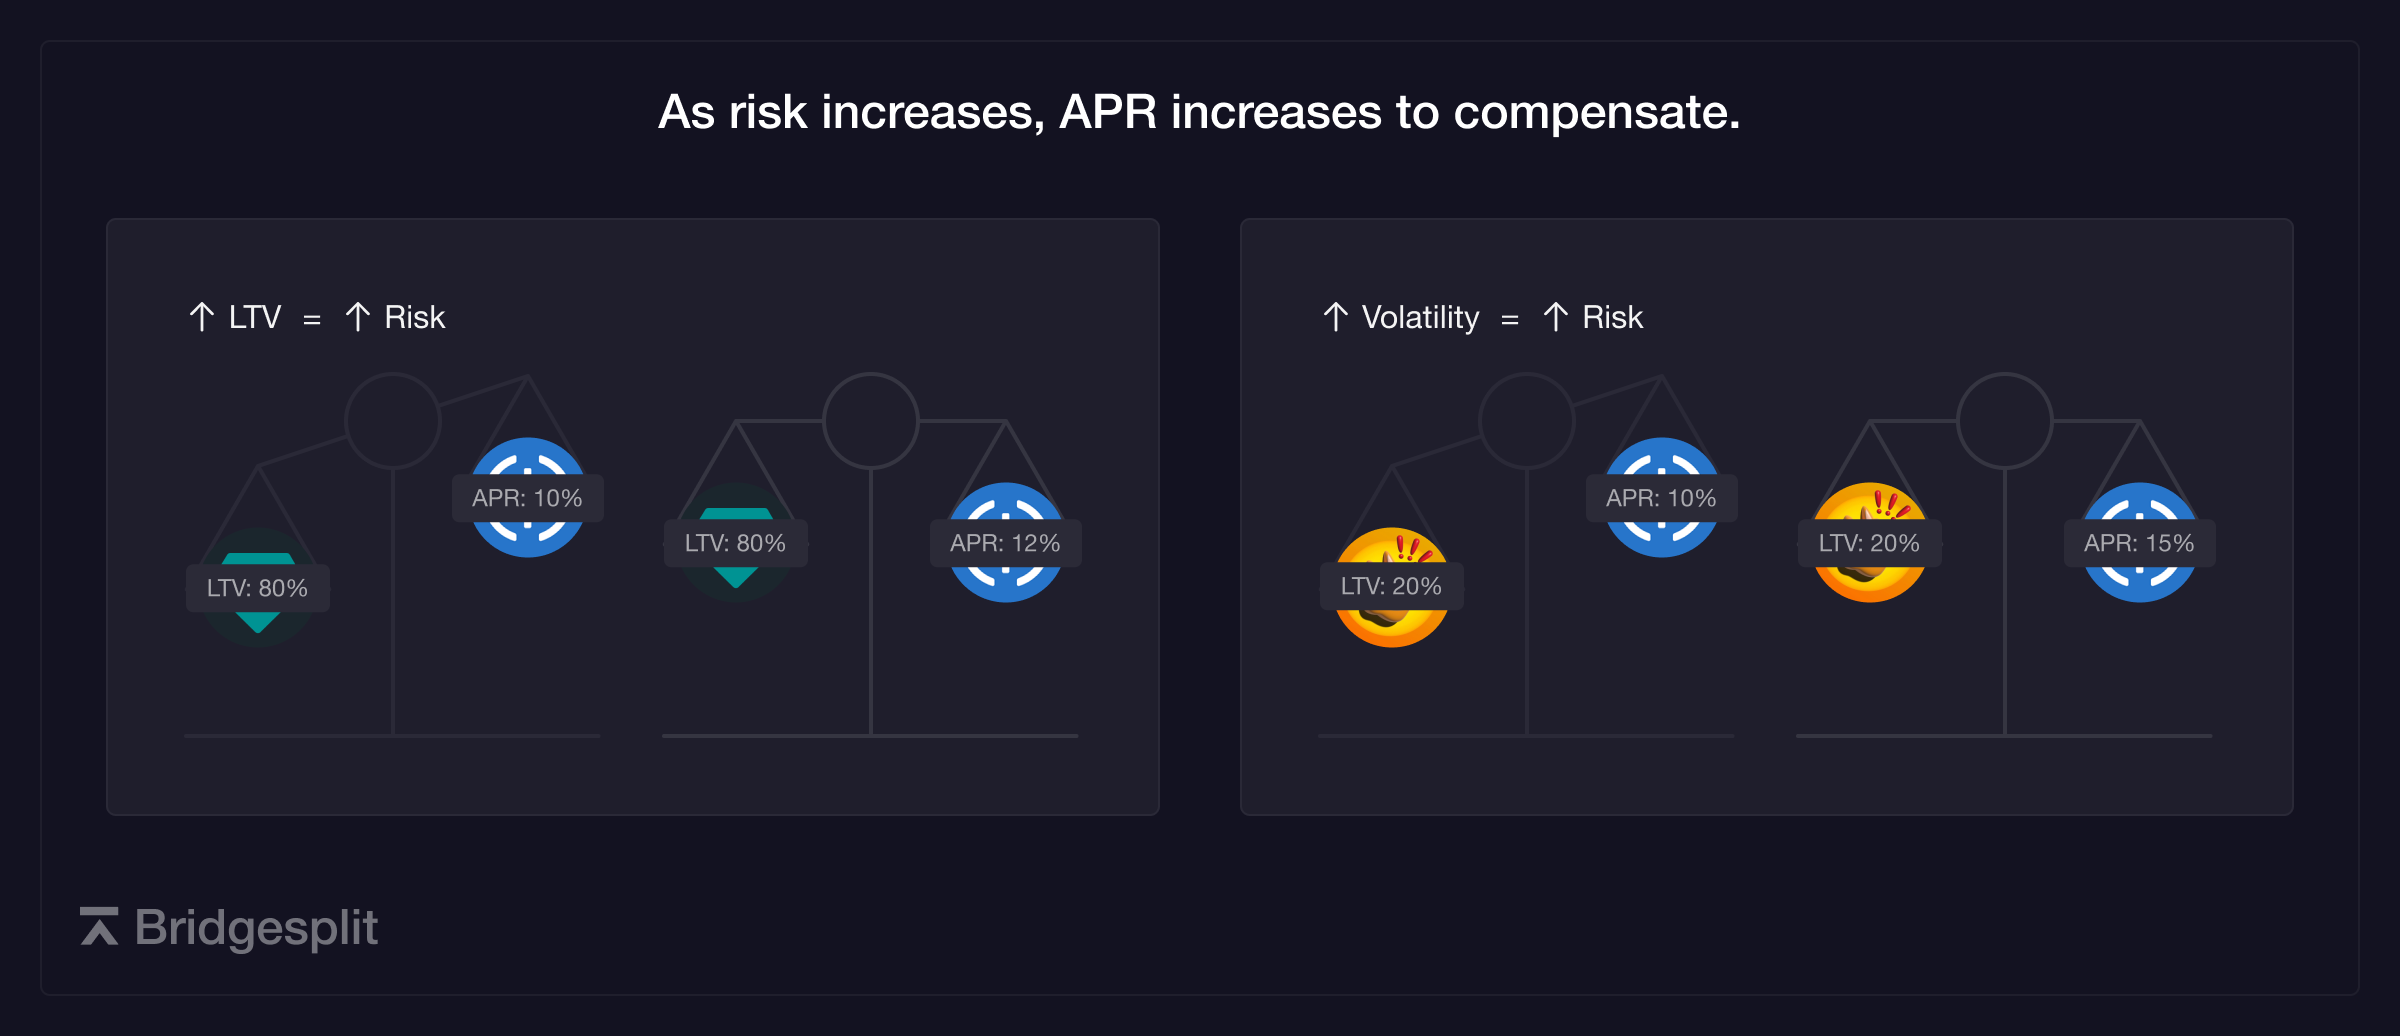 As risk increases, APR increases to compensate.
↑ LTV = ↑ Risk
APR: 10%
LTV: 80%
LTV: 80%
APR: 12%
↑ Volatility = ↑ Risk
APR: 10%
LTV: 20%
LTV: 20%
APR: 15%
Bridgesplit